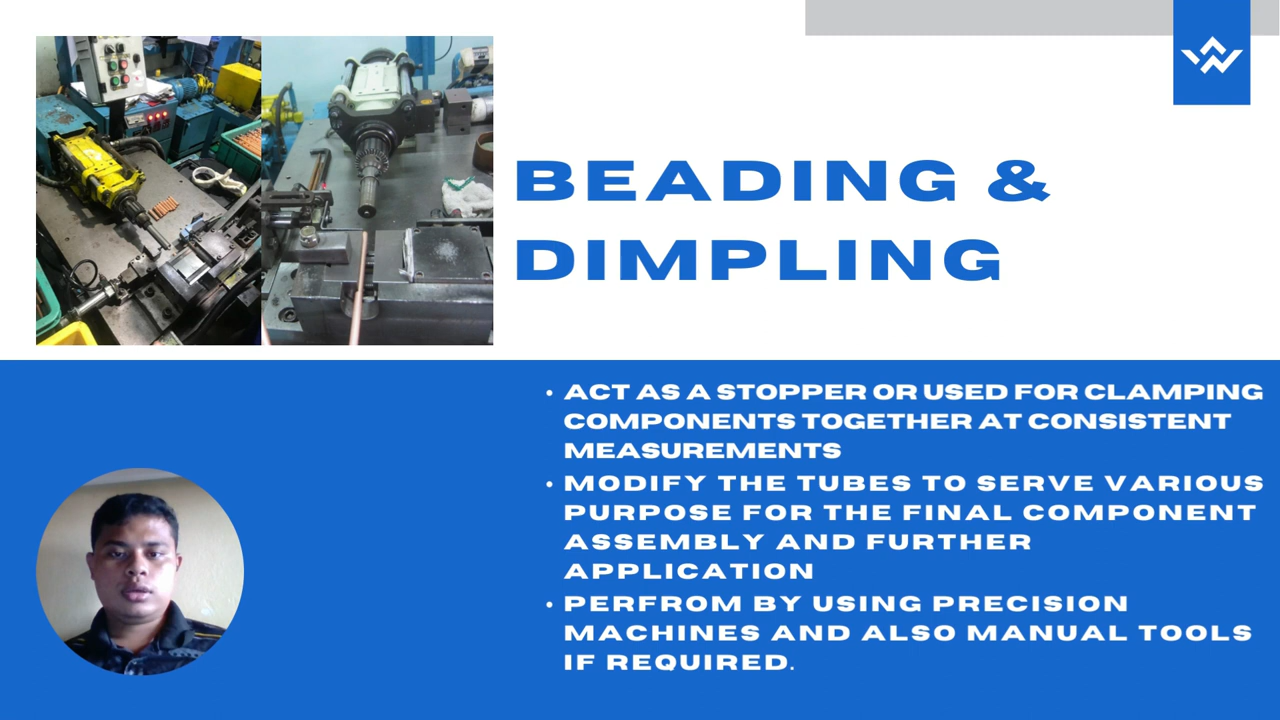 BEADING &
DIMPLING
• ACT AS A STOPPER OR USED FOR CLAMPING
COMPONENTS TOGETHER AT CONSISTENT
MEASUREMENTS
• MODIFY THE TUBES TO SERVE VARIOUS
PURPOSE FOR THE FINAL COMPONENT
ASSEMBLY AND FURTHER
APPLICATION
• PERFROM BY USING PRECISION
MACHINES AND ALSO MANUAL TOOLS
IF REQUIRED.